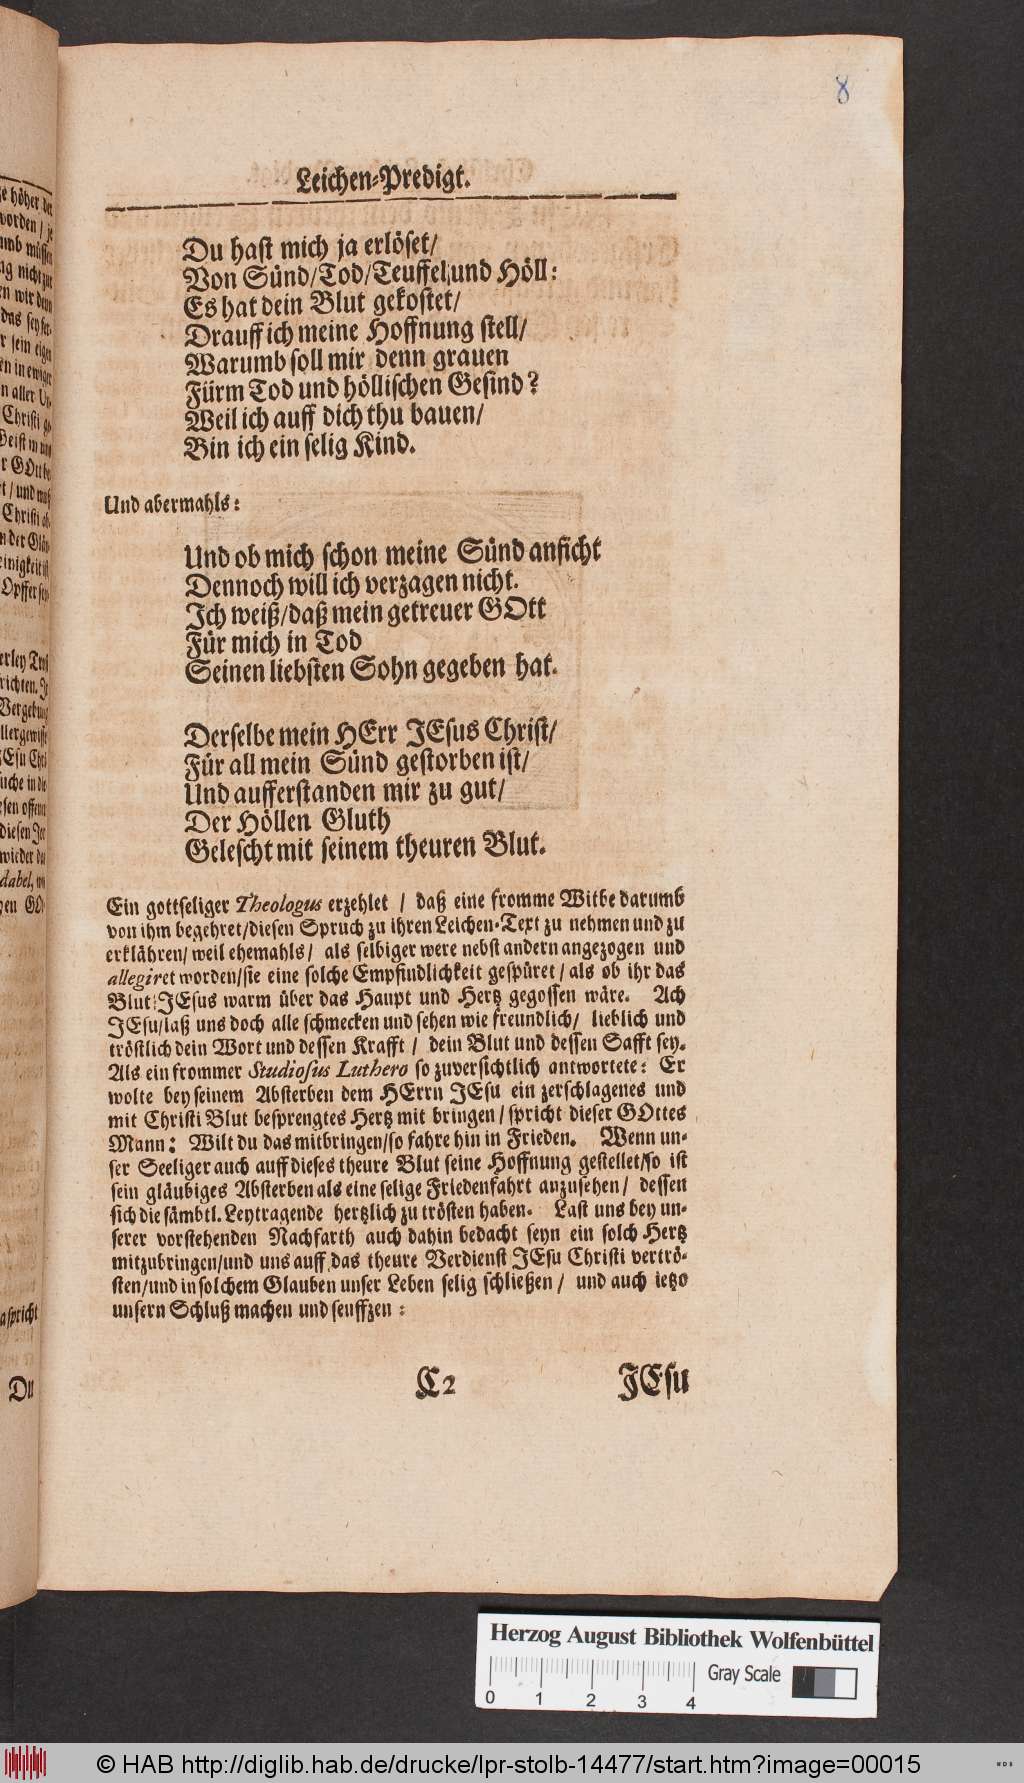 8
Leichen-Predigt.
Du hast mich ja erlöset/
Von Sünd/Tod/Teuffel und Höll:
Es hat dein Blut gekostet/
Drauff ich meine Hoffnung stell/
Warumb soll mir denn grauen
Fürm Tod und höllischen Gesind?
Weil ich auff dich thu bauen/
Bin ich ein selig Kind.
Und abermahls:
Und ob mich schon meine Sünd anficht
Dennoch will ich verzagen nicht.
Ich weiß/daß mein getreuer GOtt
Für mich in Tod
Seinen liebsten Sohn gegeben hat.
Derselbe mein HErr JEsus Christ/
Für all mein Sünd gestorben ist/
Und aufferstanden mir zu gut/
Der Höllen Gluth
Gelescht mit seinem theuren Blut.
Ein gottseliger Theologus erzehlet / daß eine fromme Witbe darumb
von ihm begehret/diesen Spruch zu ihren Leichen-Text zu nehmen und zu
erklähren/ weil ehemahls/ als selbiger were nebst andern angezogen und
allegiret worden/sie eine solche Empfindlichkeit gespüret/ als ob ihr das
Blut JEsus warm über das Haupt und Hertz gegossen wäre. Ach
JEsu/laß uns doch alle schmecken und sehen wie freundlich/ lieblich und
tröstlich dein Wort und dessen Krafft / dein Blut und dessen Safft sey.
Als ein frommer Studiosus Luthero so zuversichtlich antwortete: Er
wolte bey seinem Absterben dem HErrn JEsu ein zerschlagenes und
mit Christi Blut besprengtes Hertz mit bringen/ spricht dieser GOttes
Mann: Wilt du das mitbringen/so fahre hin in Frieden. Wenn un-
ser Seeliger auch auff dieses theure Blut seine Hoffnung gestellet/so ist
sein gläubiges Absterben als eine selige Friedenfahrt anzusehen/ dessen
sich die sämbtl. Leytragende hertzlich zu trösten haben. Last uns bey un-
serer vorstehenden Nachfarth auch dahin bedacht seyn ein solch Hertz
mitzubringen/und uns auff das theure Verdienst JEsu Christi vertrö-
sten/und in solchem Glauben unser Leben selig schließen / und auch ietzo
unsern Schluß machen und seuffzen:
C2 JEsu
Du
Herzog August Bibliothek Wolfenbüttel
Gray Scale
0 1 2 3 4
© HAB http://diglib.hab.de/drucke/lpr-stolb-14477/start.htm?image=00015